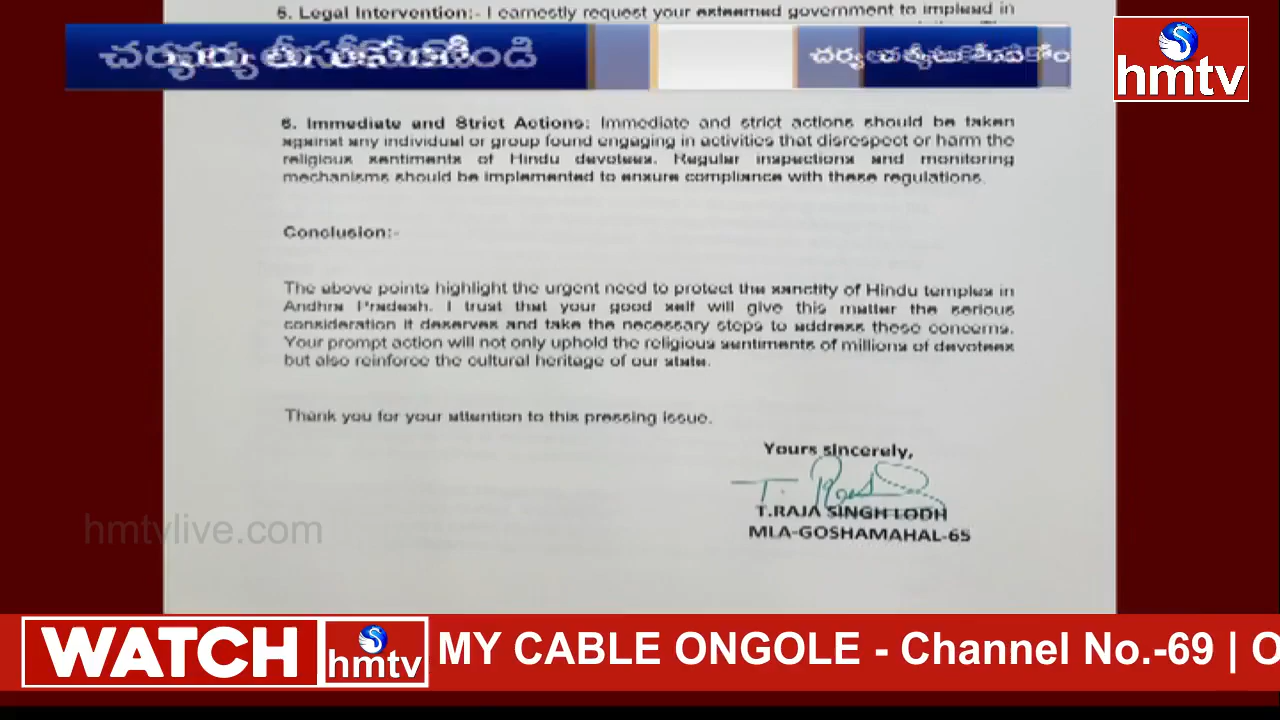 5. Legal Intervention:- I earnestly request your esteemed government to implead in
hmtv
6. Immediate and Strict Actions: Immediate and strict actions should be taken
against any individual or group found engaging in activities that disrespect or harm the
religious sentiments of Hindu devotees. Regular inspections and monitoring
mechanisms should be implemented to ensure compliance with these regulations.
Conclusion:-
The above points highlight the urgent need to protect the sanctity of Hindu temples in
Andhra Pradesh. I trust that your good self will give this matter the serious
consideration it deserves and take the necessary steps to address these concerns.
Your prompt action will not only uphold the religious sentiments of millions of devotees
but also reinforce the cultural heritage of our state.
Thank you for your attention to this pressing issue.
Yours sincerely,
T. Raja
T.RAJA SINGH LODH
MLA-GOSHAMAHAL-65
hmtvlive.com
WATCH hmtv MY CABLE ONGOLE - Channel No.-69 | O